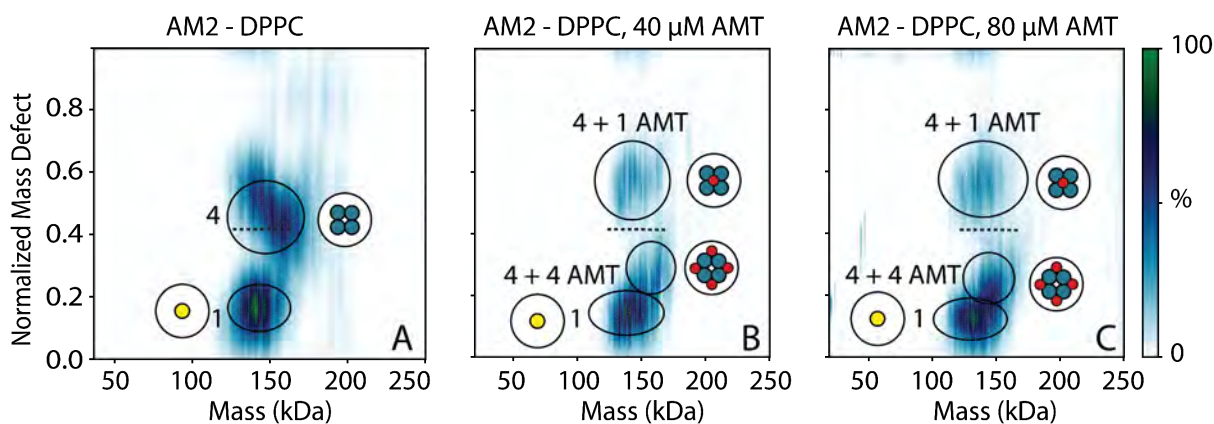 AM2 - DPPC
AM2 - DPPC, 40 µM AMT
AM2 - DPPC, 80 µM AMT
Normalized Mass Defect
0.8
0.6
0.4
0.2
0.0
4
1
A
50 100 150 200 250
Mass (kDa)
4 + 1 AMT
4 + 4 AMT
1
B
50 100 150 200 250
Mass (kDa)
4 + 1 AMT
4 + 4 AMT
1
C
50 100 150 200 250
Mass (kDa)
100
%
0